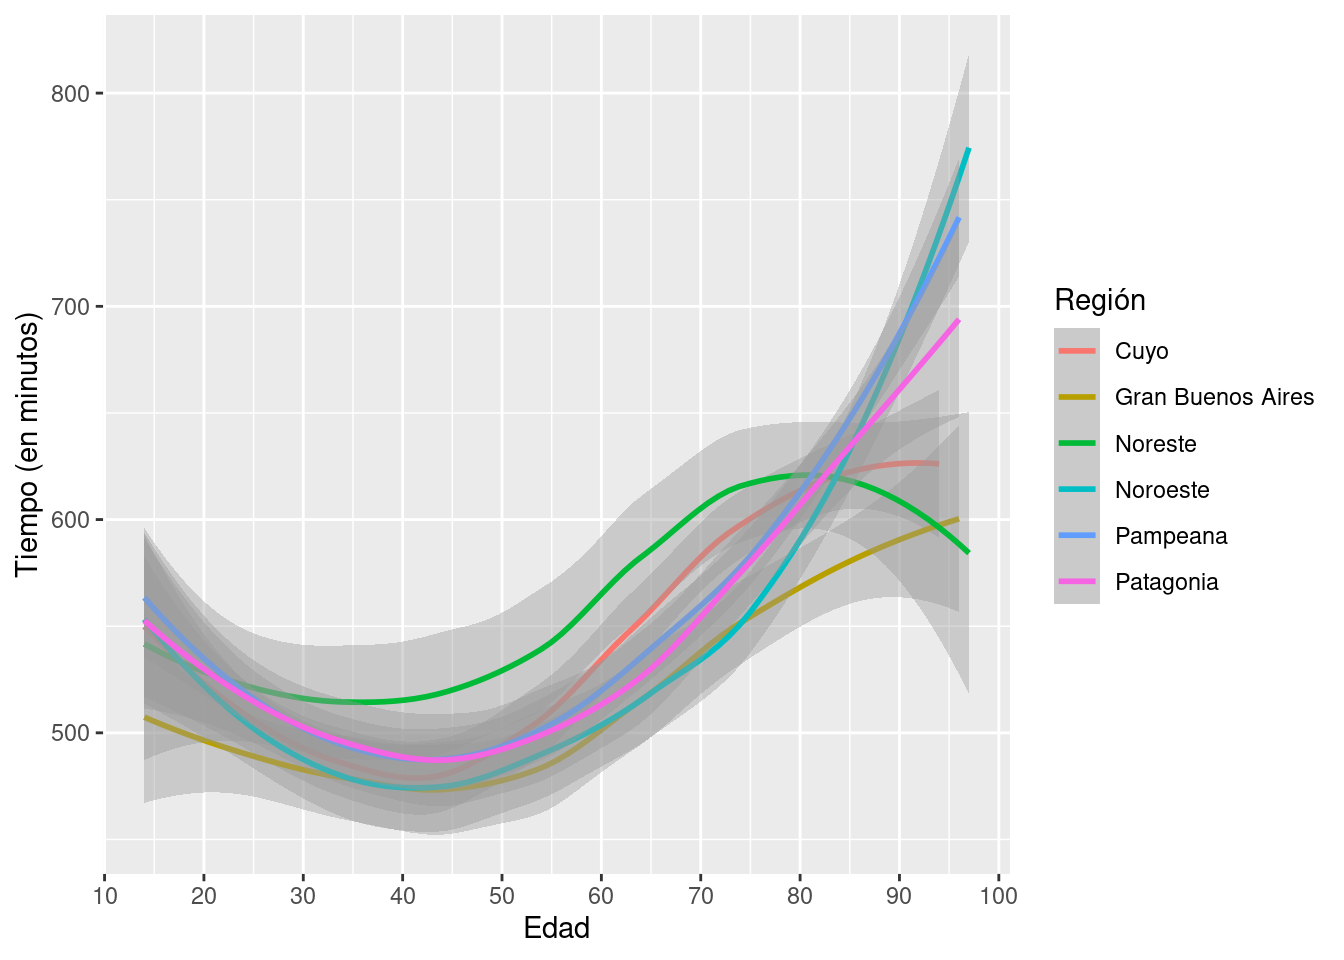 800
700
600
500
10 20 30 40 50 60 70 80 90 100
Edad
Tiempo (en minutos)
Región
Cuyo
Gran Buenos Aires
Noreste
Noroeste
Pampeana
Patagonia